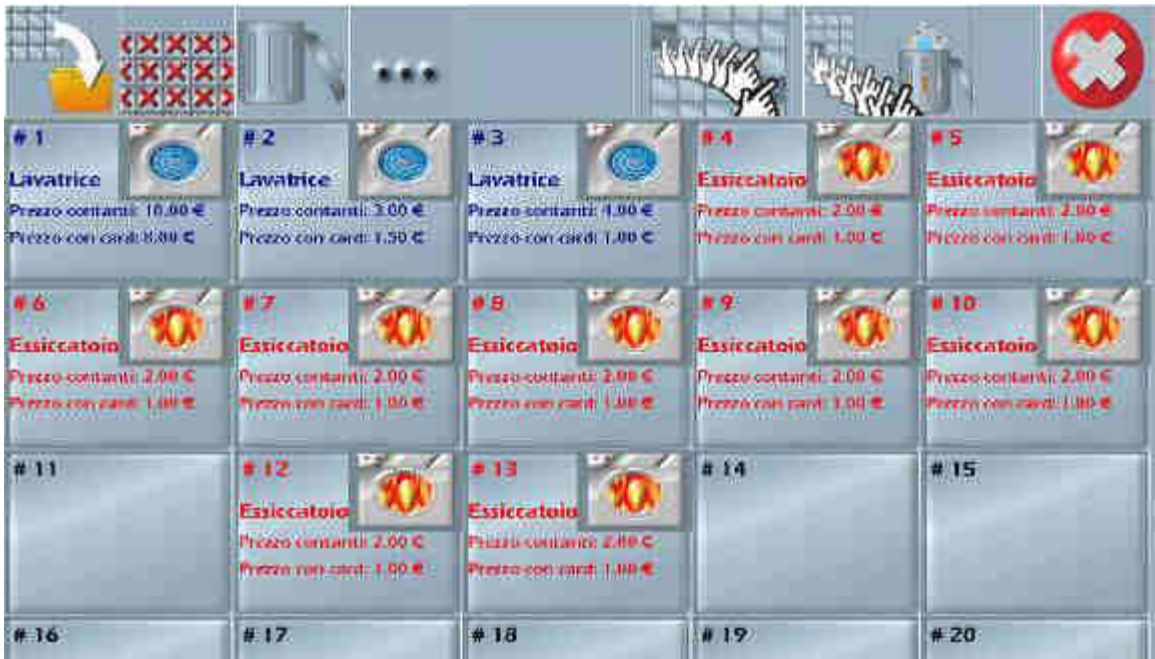 # 1
Lavatrice
Prezzo contanti: 10.00 €
Prezzo con card: 8.00 €
# 2
Lavatrice
Prezzo contanti: 3.00 €
Prezzo con card: 1.50 €
# 3
Lavatrice
Prezzo contanti: 4.00 €
Prezzo con card: 1.00 €
# 4
Essiccatoio
Prezzo contanti: 2.00 €
Prezzo con card: 1.00 €
# 5
Essiccatoio
Prezzo contanti: 2.00 €
Prezzo con card: 1.00 €
# 6
Essiccatoio
Prezzo contanti: 2.00 €
Prezzo con card: 1.00 €
# 7
Essiccatoio
Prezzo contanti: 2.00 €
Prezzo con card: 1.00 €
# 8
Essiccatoio
Prezzo contanti: 2.00 €
Prezzo con card: 1.00 €
# 9
Essiccatoio
Prezzo contanti: 2.00 €
Prezzo con card: 1.00 €
# 10
Essiccatoio
Prezzo contanti: 2.00 €
Prezzo con card: 1.00 €
# 11
# 12
Essiccatoio
Prezzo contanti: 2.00 €
Prezzo con card: 1.00 €
# 13
Essiccatoio
Prezzo contanti: 2.00 €
Prezzo con card: 1.00 €
# 14
# 15
# 16
# 17
# 18
# 19
# 20